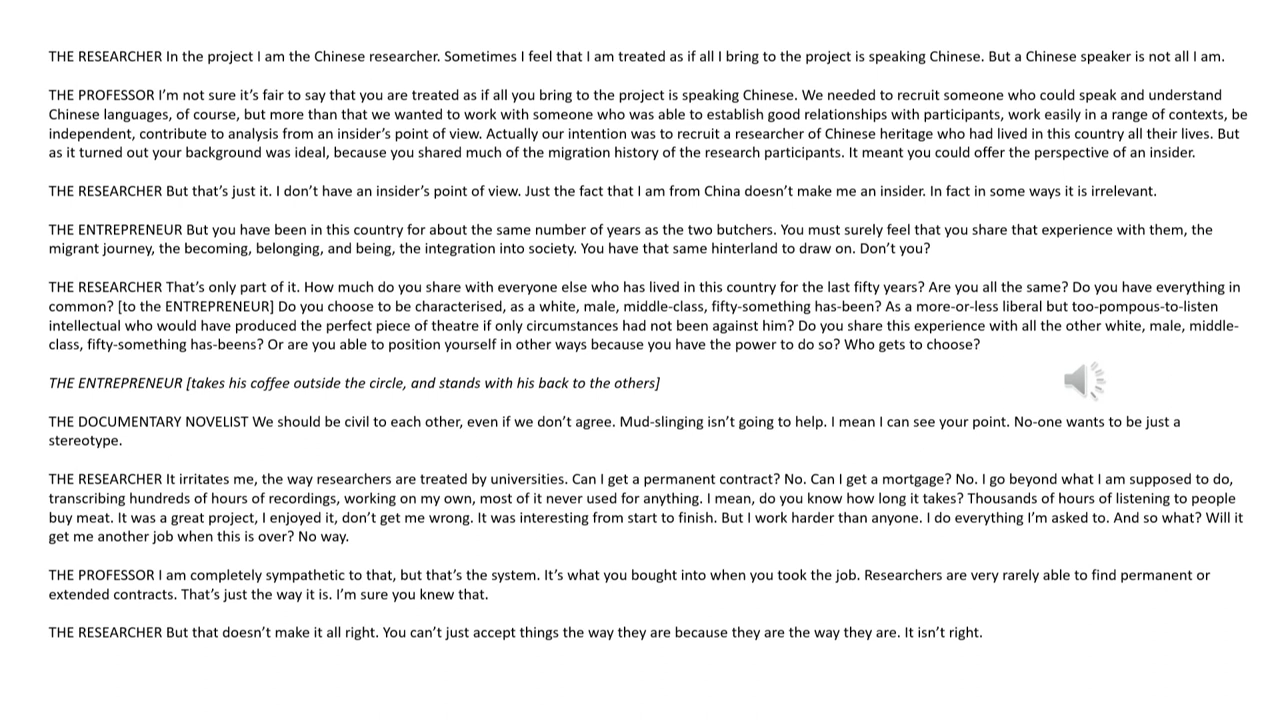 THE RESEARCHER In the project I am the Chinese researcher. Sometimes I feel that I am treated as if all I bring to the project is speaking Chinese. But a Chinese speaker is not all I am.
THE PROFESSOR I’m not sure it’s fair to say that you are treated as if all you bring to the project is speaking Chinese. We needed to recruit someone who could speak and understand
Chinese languages, of course, but more than that we wanted to work with someone who was able to establish good relationships with participants, work easily in a range of contexts, be
independent, contribute to analysis from an insider’s point of view. Actually our intention was to recruit a researcher of Chinese heritage who had lived in this country all their lives. But
as it turned out your background was ideal, because you shared much of the migration history of the research participants. It meant you could offer the perspective of an insider.
THE RESEARCHER But that’s just it. I don’t have an insider’s point of view. Just the fact that I am from China doesn’t make me an insider. In fact in some ways it is irrelevant.
THE ENTREPRENEUR But you have been in this country for about the same number of years as the two butchers. You must surely feel that you share that experience with them, the
migrant journey, the becoming, belonging, and being, the integration into society. You have that same hinterland to draw on. Don’t you?
THE RESEARCHER That’s only part of it. How much do you share with everyone else who has lived in this country for the last fifty years? Are you all the same? Do you have everything in
common? [to the ENTREPRENEUR] Do you choose to be characterised, as a white, male, middle-class, fifty-something has-been? As a more-or-less liberal but too-pompous-to-listen
intellectual who would have produced the perfect piece of theatre if only circumstances had not been against him? Do you share this experience with all the other white, male, middle-
class, fifty-something has-beens? Or are you able to position yourself in other ways because you have the power to do so? Who gets to choose?
THE ENTREPRENEUR [takes his coffee outside the circle, and stands with his back to the others]
THE DOCUMENTARY NOVELIST We should be civil to each other, even if we don’t agree. Mud-slinging isn’t going to help. I mean I can see your point. No-one wants to be just a
stereotype.
THE RESEARCHER It irritates me, the way researchers are treated by universities. Can I get a permanent contract? No. Can I get a mortgage? No. I go beyond what I am supposed to do,
transcribing hundreds of hours of recordings, working on my own, most of it never used for anything. I mean, do you know how long it takes? Thousands of hours of listening to people
buy meat. It was a great project, I enjoyed it, don’t get me wrong. It was interesting from start to finish. But I work harder than anyone. I do everything I’m asked to. And so what? Will it
get me another job when this is over? No way.
THE PROFESSOR I am completely sympathetic to that, but that’s the system. It’s what you bought into when you took the job. Researchers are very rarely able to find permanent or
extended contracts. That’s just the way it is. I’m sure you knew that.
THE RESEARCHER But that doesn’t make it all right. You can’t just accept things the way they are because they are the way they are. It isn’t right.